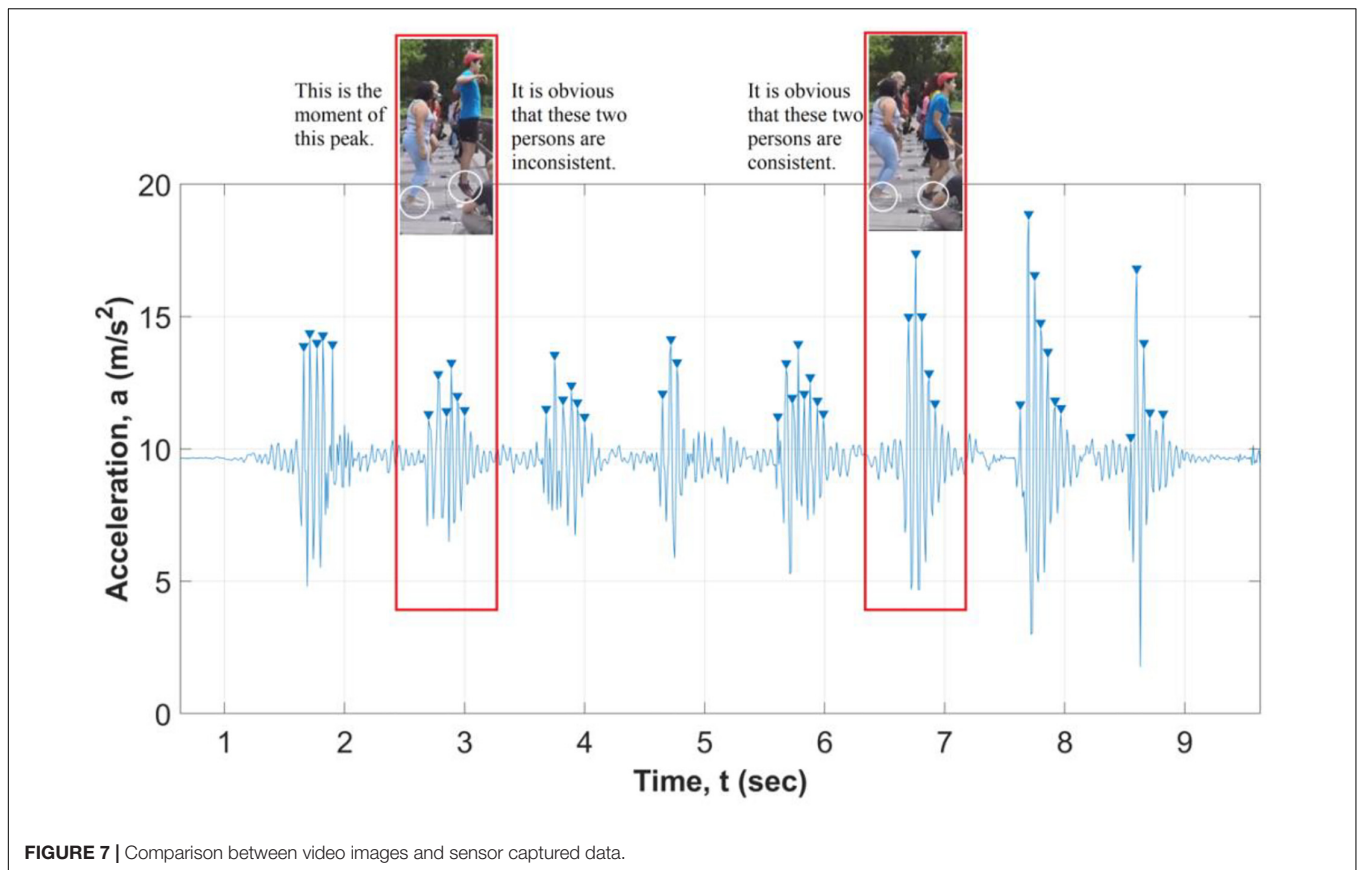 This is the
moment of
this peak.
It is obvious
that these two
persons are
inconsistent.
It is obvious
that these two
persons are
consistent.
20
15
10
5
0
Acceleration, a (m/s²)
1 2 3 4 5 6 7 8 9
Time, t (sec)
FIGURE 7 | Comparison between video images and sensor captured data.